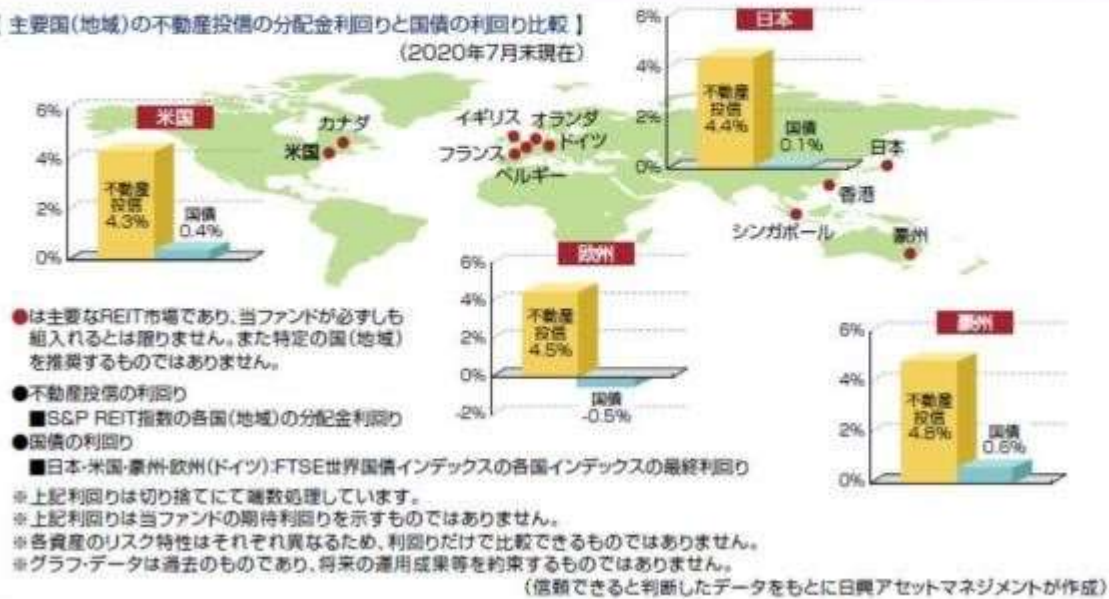 【 主要国(地域)の不動産投信の分配金利回りと国債の利回り比較 】
(2020年7月末現在)
米国
6%
4%
2%
0%
不動産
投信
4.3%
国債
0.4%
カナダ
米国
イギリス
オランダ
フランス
ドイツ
ベルギー
日本
6%
4%
2%
0%
不動産
投信
4.4%
国債
0.1%
日本
香港
シンガポール
豪州
欧州
6%
4%
2%
0%
-2%
不動産
投信
4.5%
国債
-0.5%
豪州
6%
4%
2%
0%
不動産
投信
4.8%
国債
0.6%
●は主要なREIT市場であり、当ファンドが必ずしも
組入れるとは限りません。また特定の国(地域)
を推奨するものではありません。
●不動産投信の利回り
■S&P REIT指数の各国(地域)の分配金利回り
●国債の利回り
■日本・米国・豪州・欧州(ドイツ):FTSE世界国債インデックスの各国インデックスの最終利回り
※上記利回りは切り捨てにて端数処理しています。
※上記利回りは当ファンドの期待利回りを示すものではありません。
※各資産のリスク特性はそれぞれ異なるため、利回りだけで比較できるものではありません。
※グラフ・データは過去のものであり、将来の運用成果等を約束するものではありません。
(信頼できると判断したデータをもとに日興アセットマネジメントが作成)